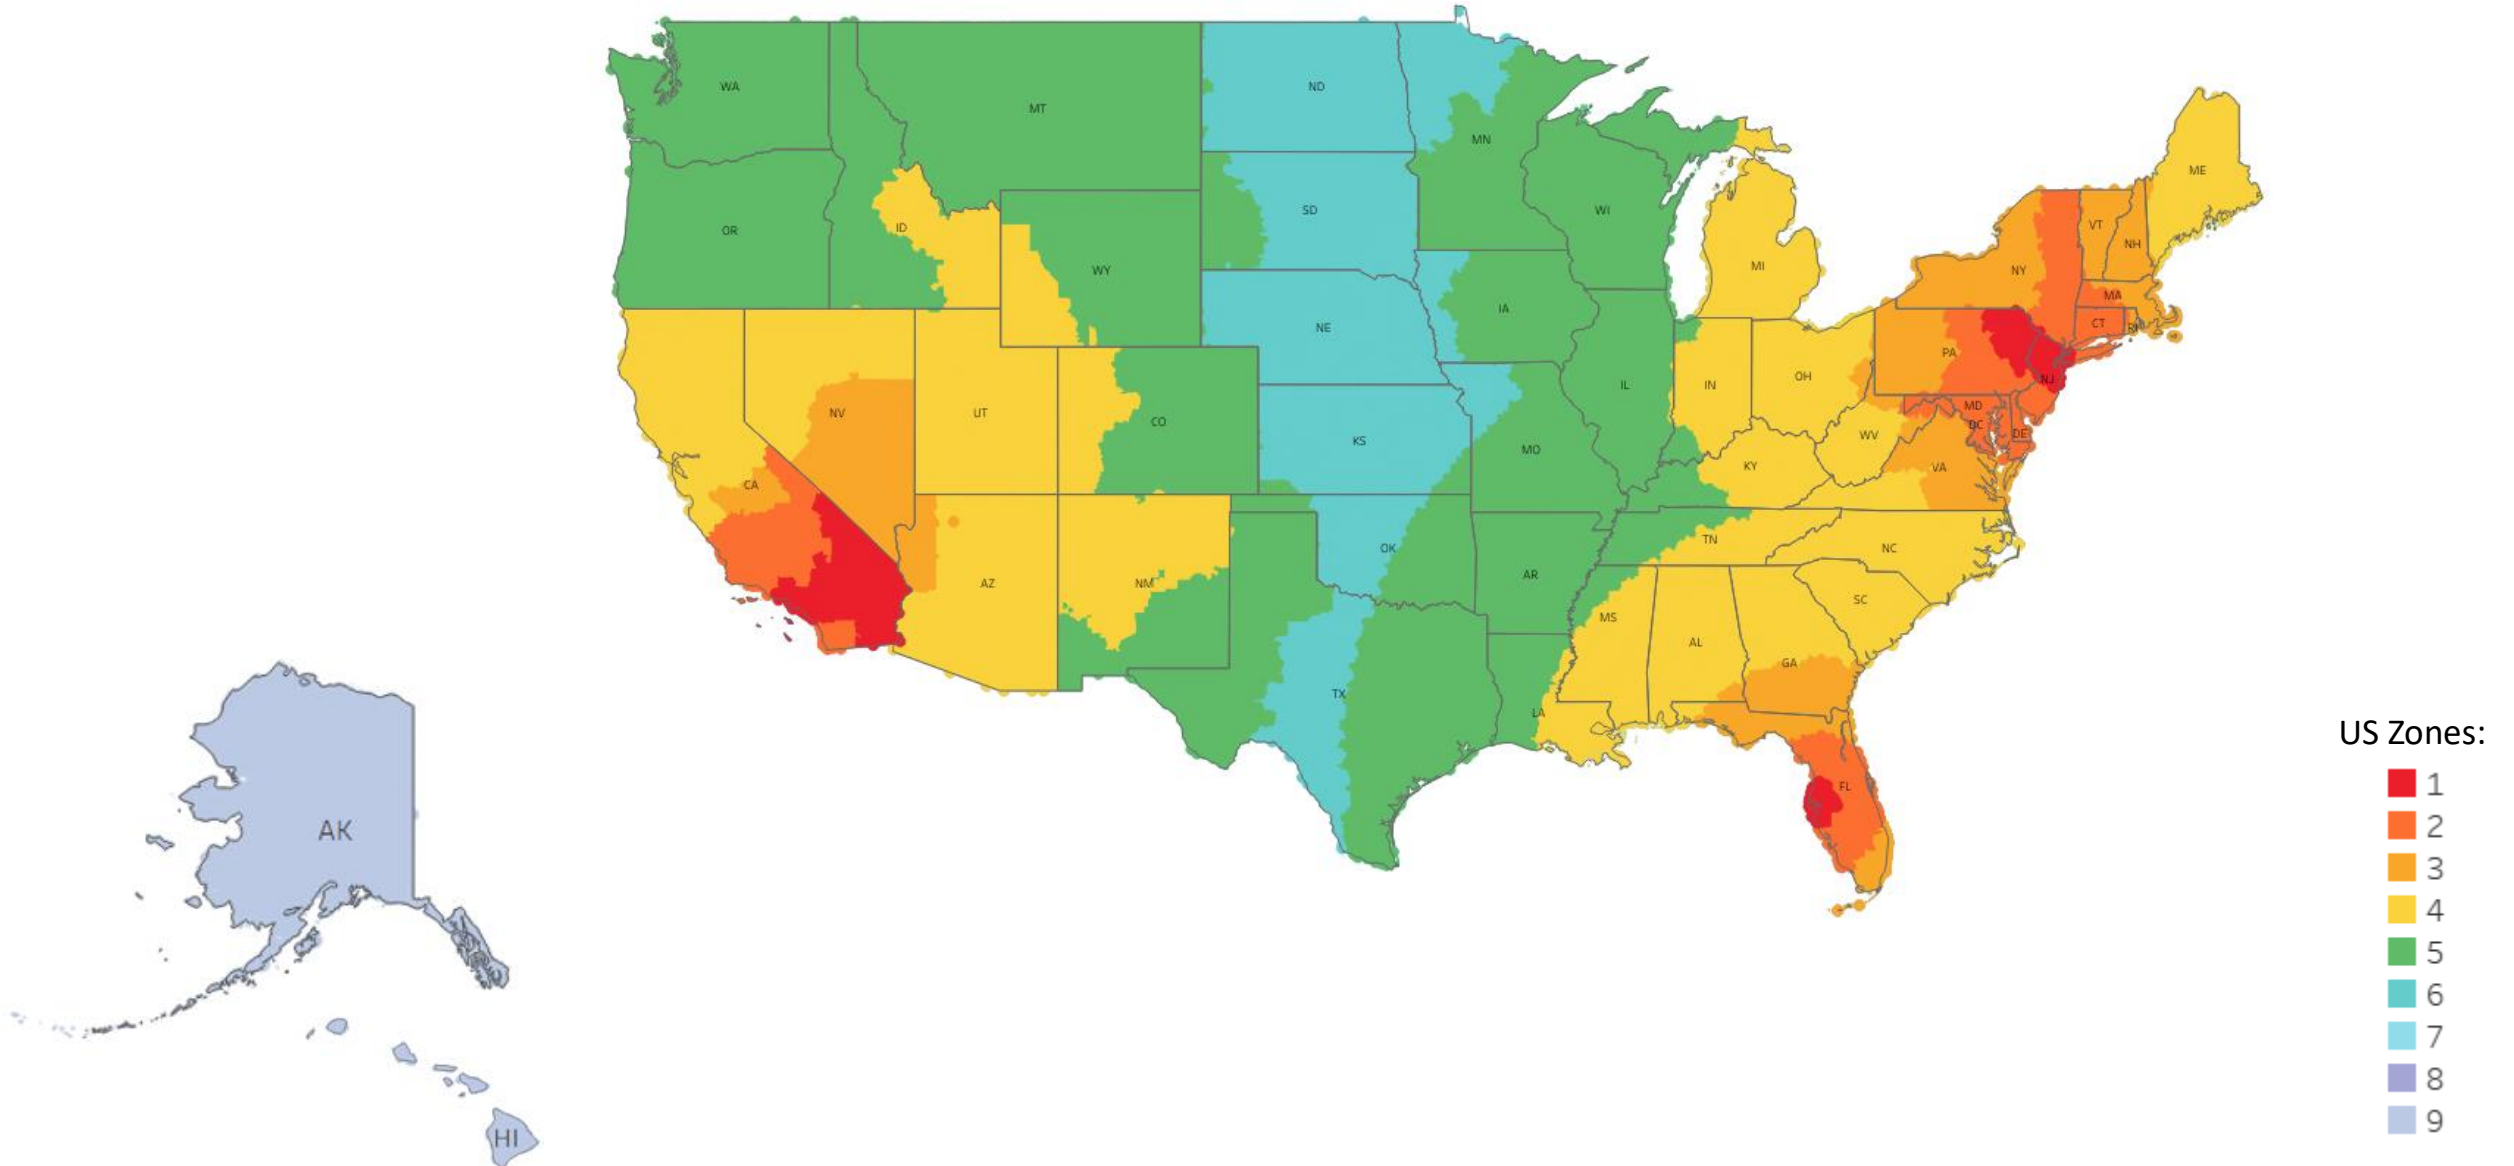 WA
MT
ND
MN
ME
OR
ID
WY
SD
WI
MI
NY
VT
NH
MA
CT
RI
NE
IA
PA
NJ
NV
UT
CO
KS
MO
IL
IN
OH
MD
DC
DE
WV
VA
KY
CA
AZ
NM
OK
AR
TN
NC
SC
MS
AL
GA
TX
LA
FL
AK
HI
US Zones:
1
2
3
4
5
6
7
8
9